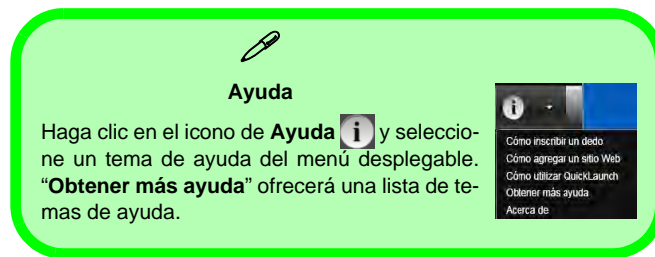 Ayuda
Haga clic en el icono de Ayuda i y seleccio-
ne un tema de ayuda del menú desplegable.
“Obtener más ayuda” ofrecerá una lista de te-
mas de ayuda.
i
Cómo inscribir un dedo
Cómo agregar un sitio Web
Cómo utilizar QuickLaunch
Obtener más ayuda
Acerca de